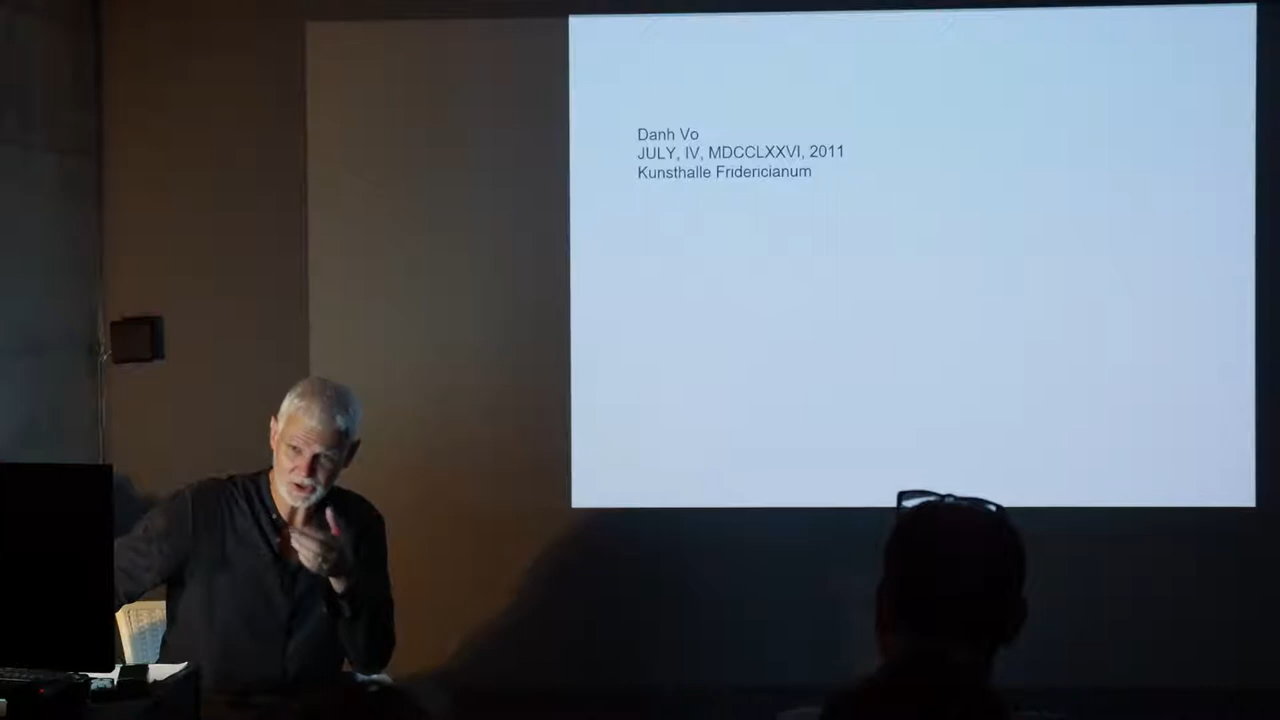 Danh Vo
JULY, IV, MDCCLXXVI, 2011
Kunsthalle Fridericianum